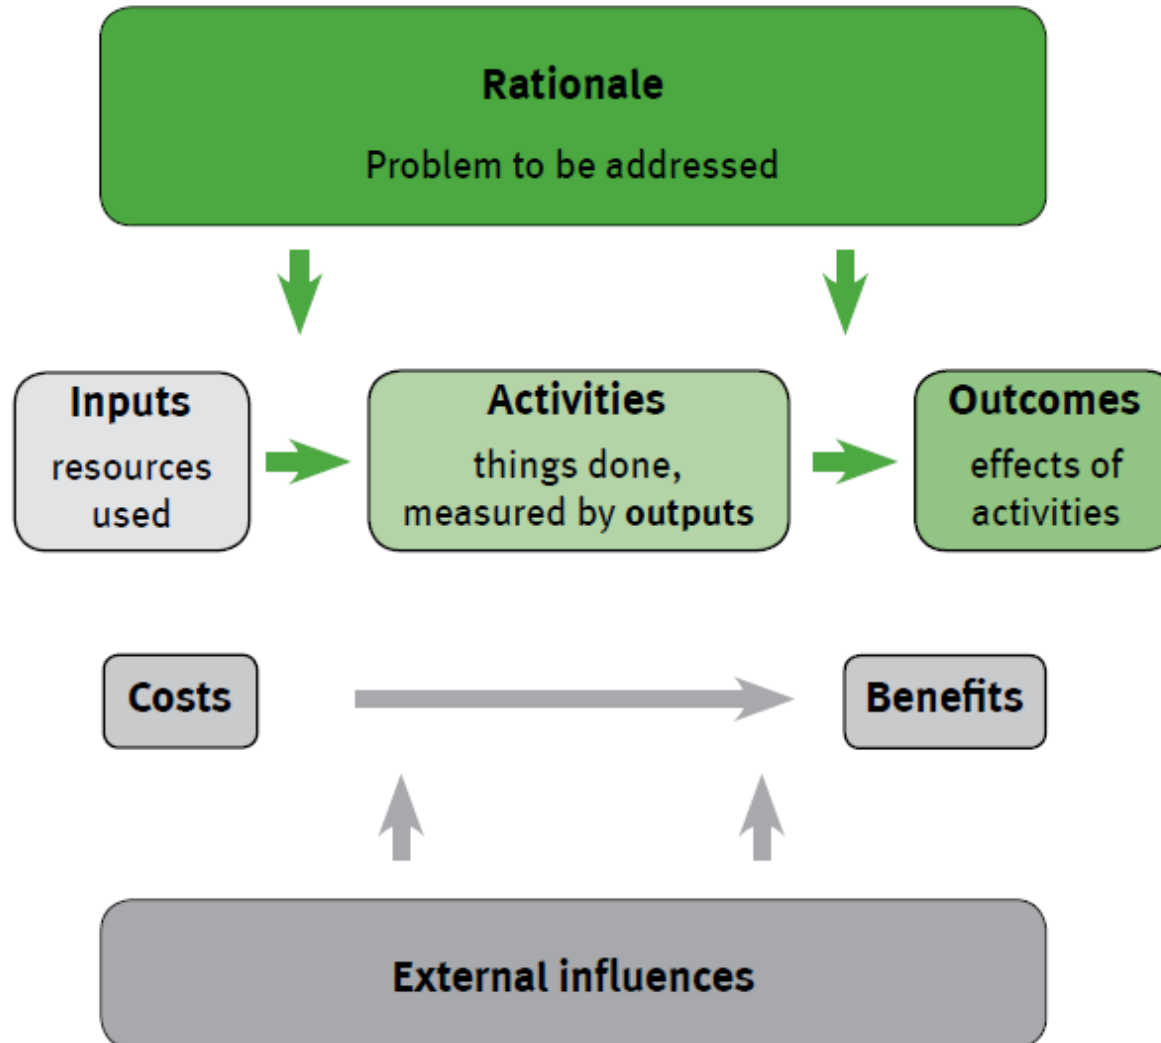 Rationale
Problem to be addressed
Inputs
resources
used
Activities
things done,
measured by outputs
Outcomes
effects of
activities
Costs
Benefits
External influences